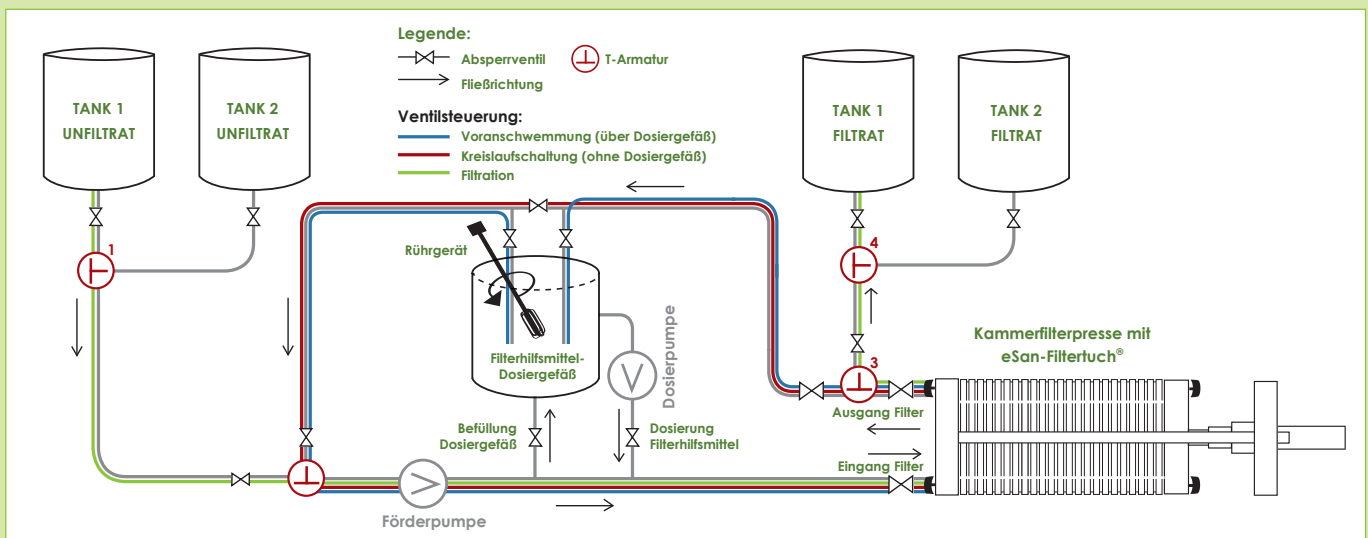 Legende:
Absperrventil
T-Armatur
Fließrichtung
Ventilsteuerung:
Voranschwemmung (über Dosiergefäß)
Kreislaufschaltung (ohne Dosiergefäß)
Filtration
TANK 1
UNFILTRAT
TANK 2
UNFILTRAT
TANK 1
FILTRAT
TANK 2
FILTRAT
1
4
Rührgerät
Filterhilfsmittel-
Dosiergefäß
Dosierpumpe
Kammerfilterpresse mit
eSan-Filtertuch®
3
Ausgang Filter
Befüllung
Dosiergefäß
Dosierung
Filterhilfsmittel
Eingang Filter
Förderpumpe